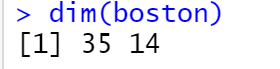 > dim(boston)
[1] 35 14